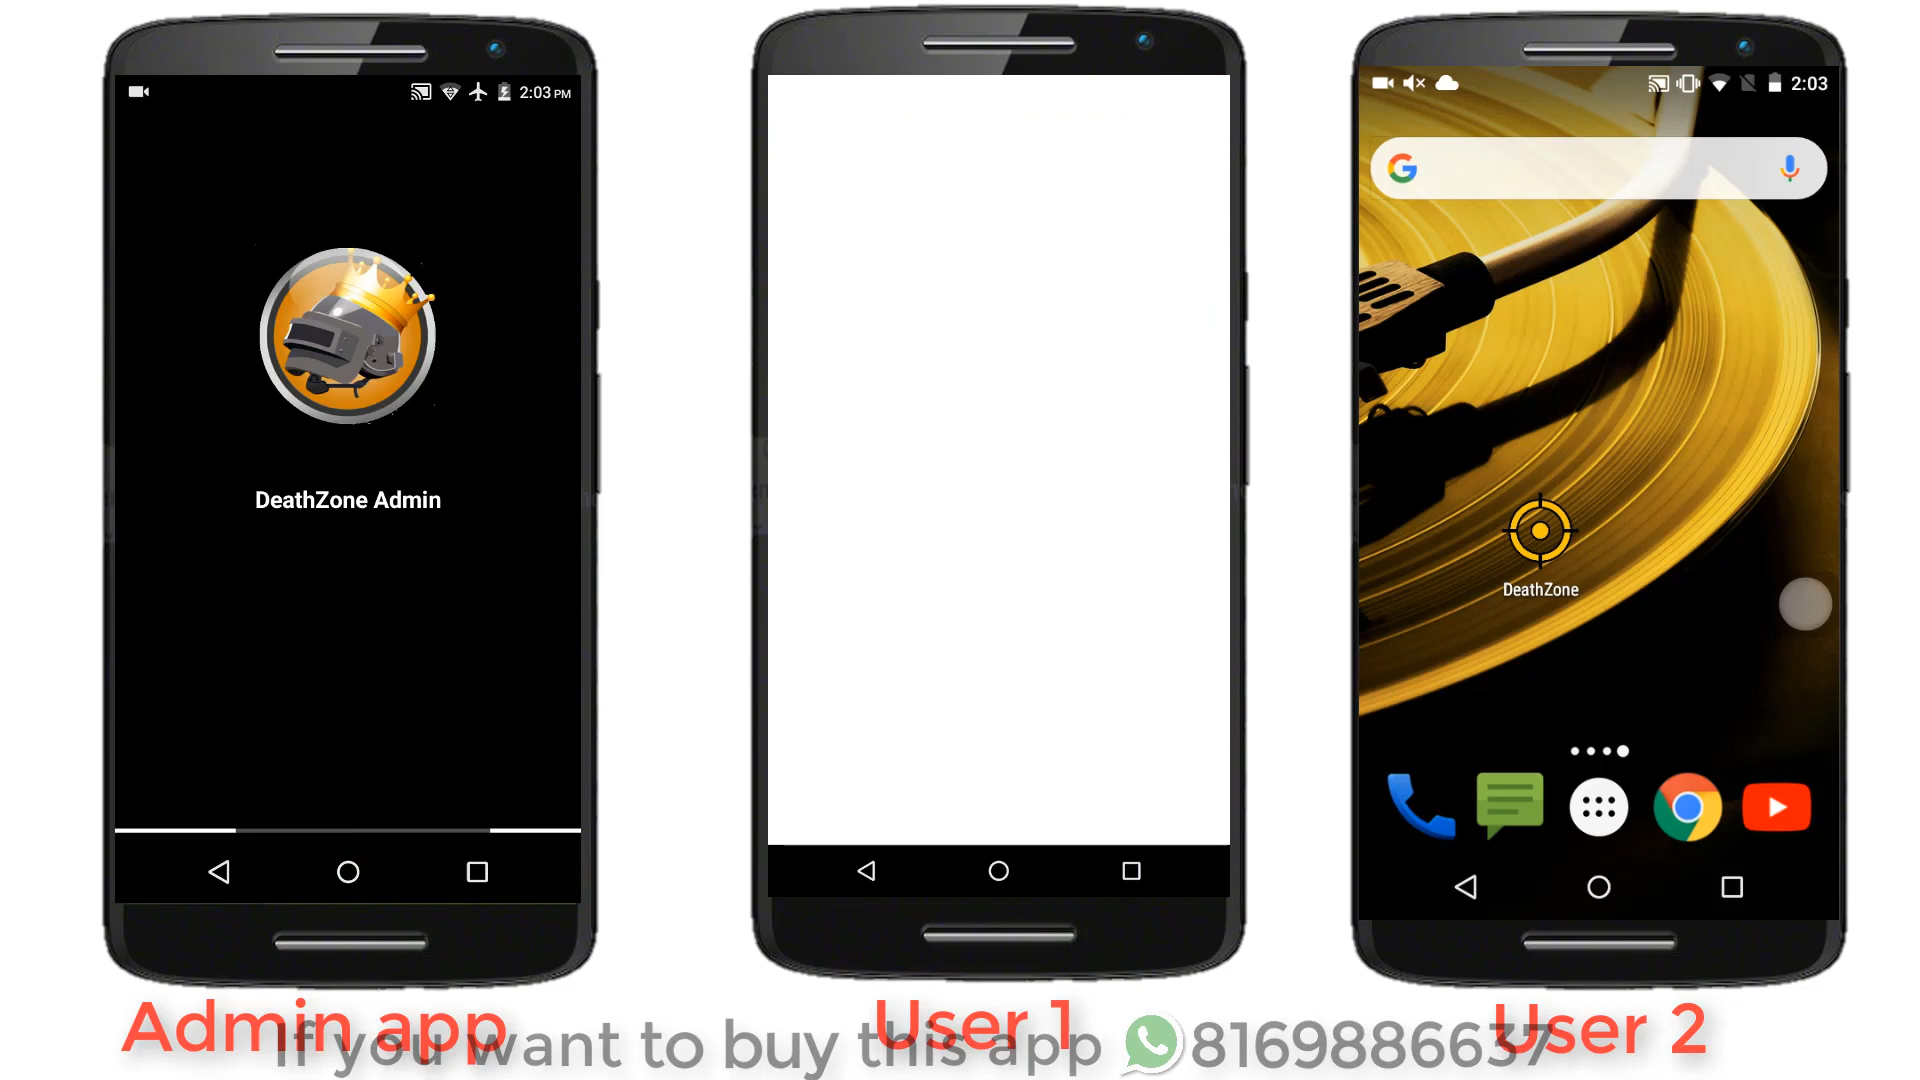 2:03 PM
2:03
DeathZone Admin
DeathZone
Admin app
User 1
User 2
If you want to buy this app 8169886637